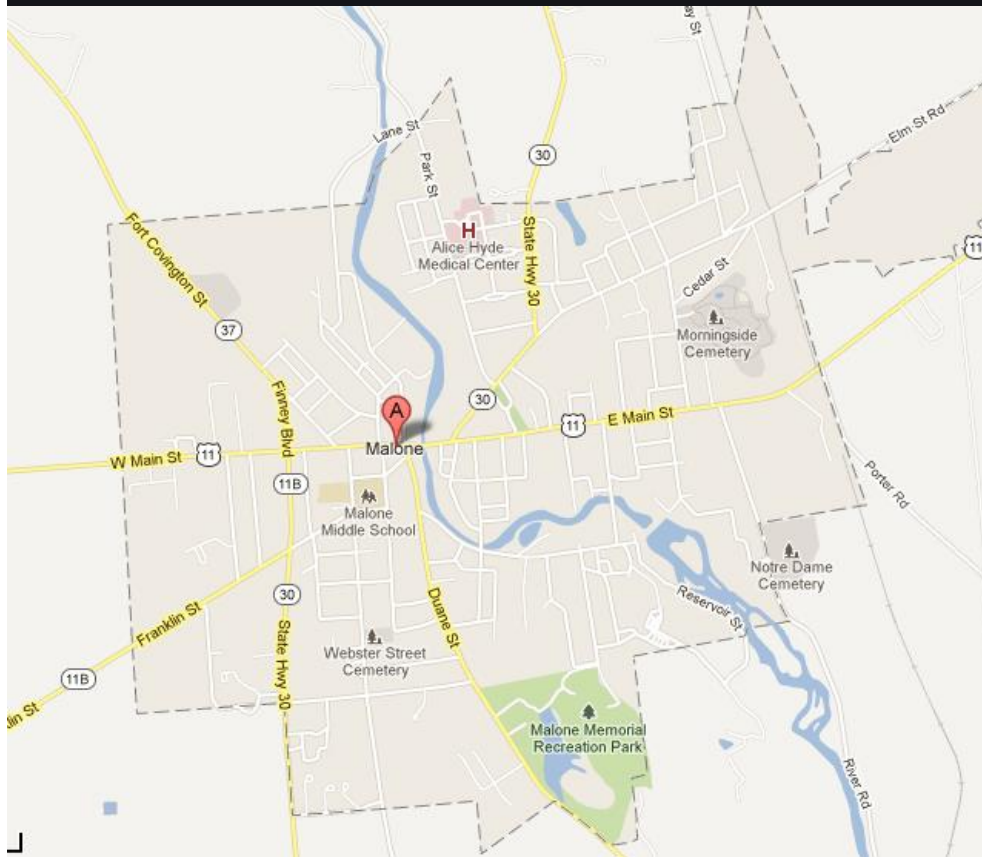 ay St
Elm St Rd
Lane St
Park St
30
Fort Covington St
H
Alice Hyde
Medical Center
State Hwy 30
11
Cedar St
37
Morningside
Cemetery
Finney Blvd
A
30
11
E Main St
W Main St
11
Malone
11B
Malone
Middle School
Porter Rd
Notre Dame
Cemetery
30
Duane St
Reservoir St
Franklin St
Webster Street
Cemetery
State Hwy 30
11B
lin St
Malone Memorial
Recreation Park
River Rd